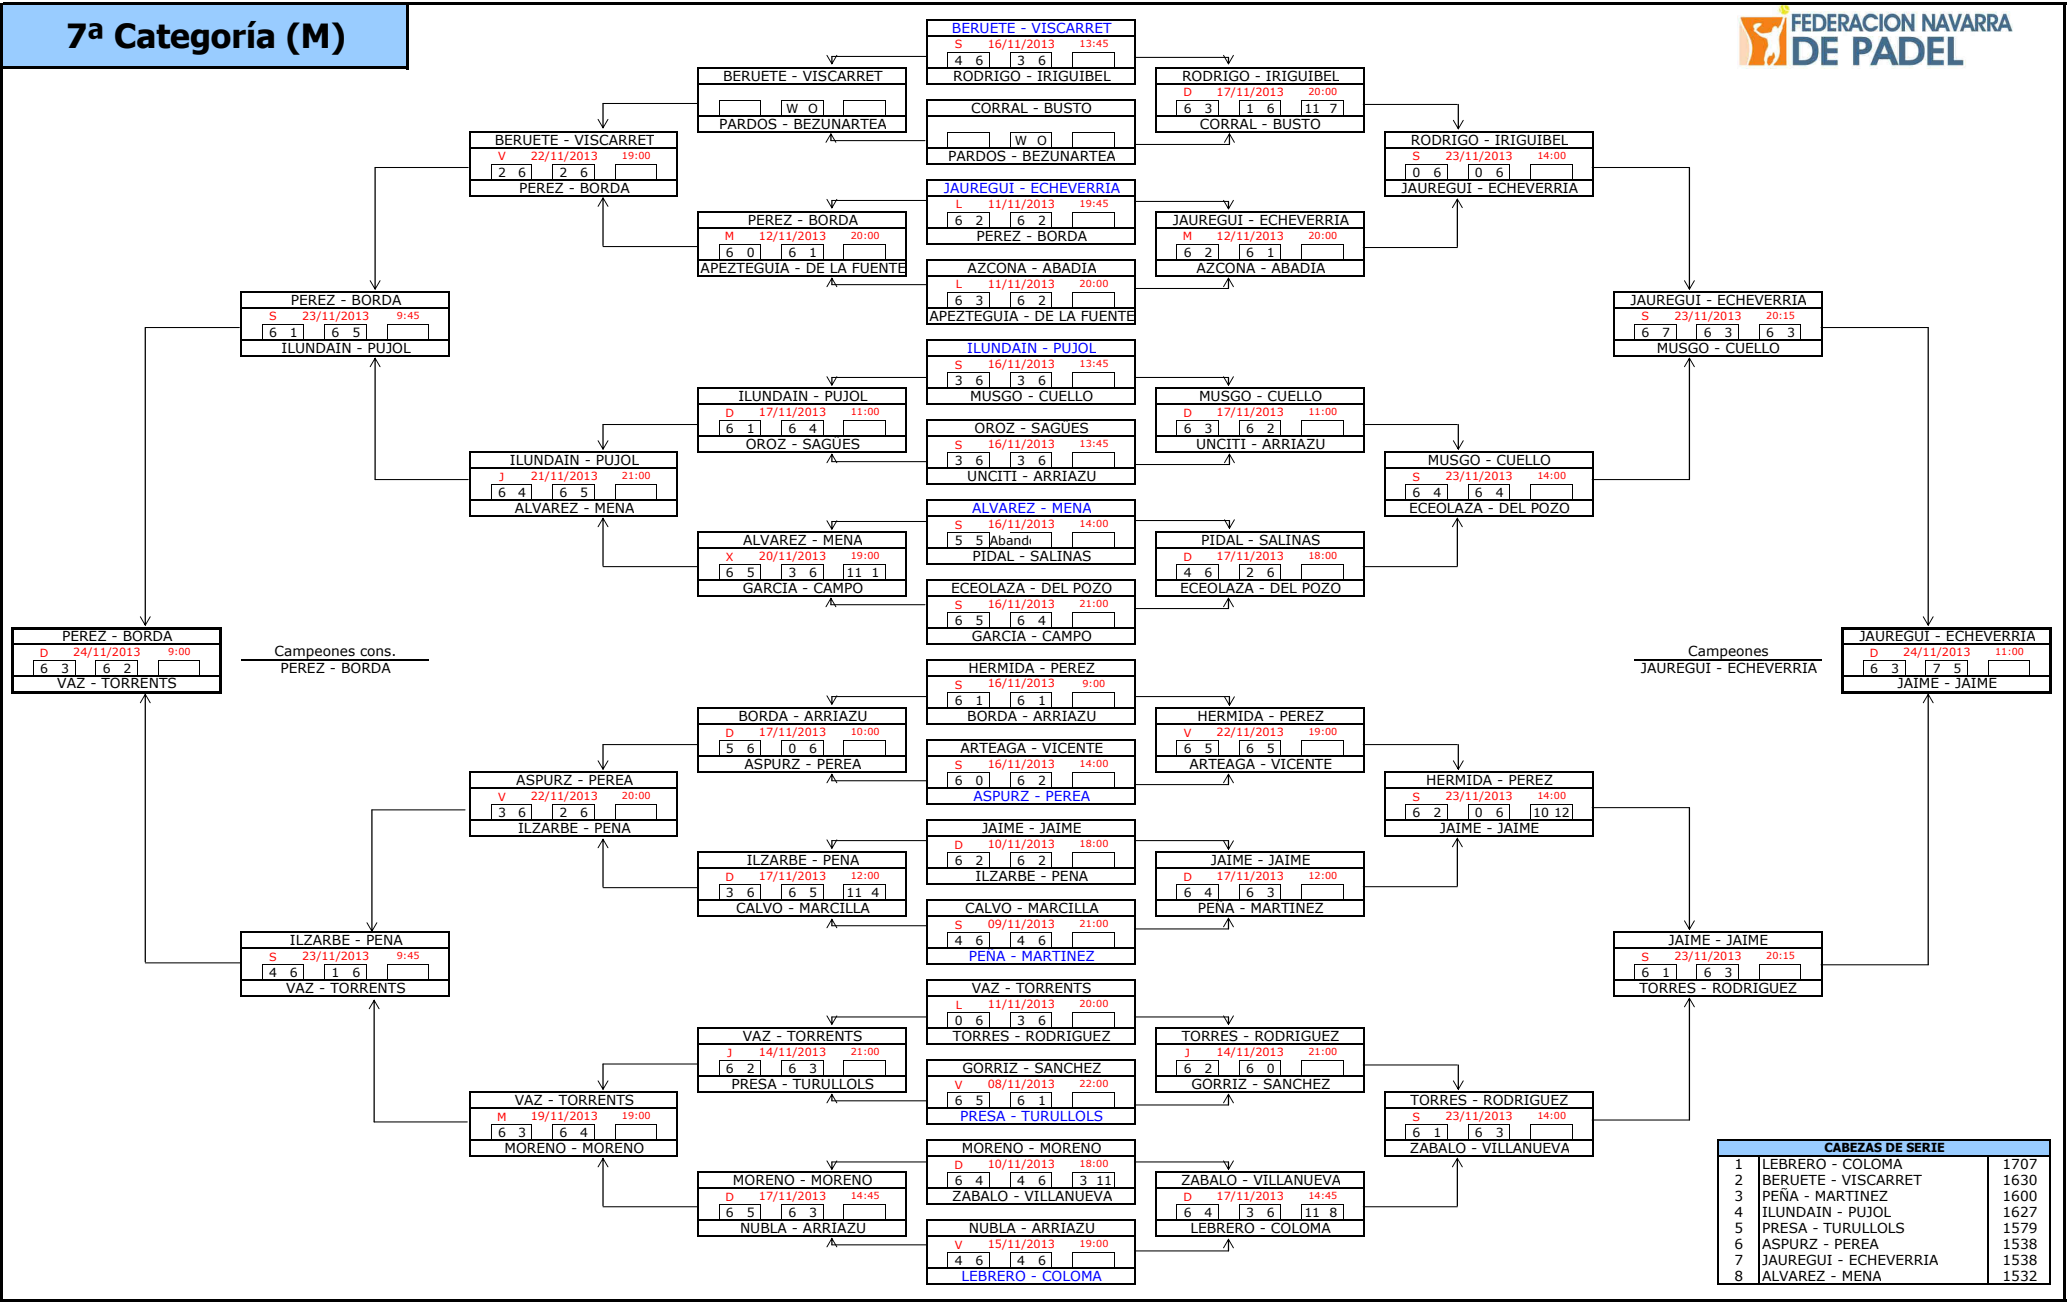 7ª Categoría (M)
FEDERACION NAVARRA
DE PADEL
PEREZ - BORDA
D 24/11/2013 9:00
6 3 6 2
VAZ - TORRENTS
Campeones cons.
PEREZ - BORDA
PEREZ - BORDA
S 23/11/2013 9:45
6 1 6 5
ILUNDAIN - PUJOL
ILZARBE - PENA
S 23/11/2013 9:45
4 6 1 6
VAZ - TORRENTS
BERUETE - VISCARRET
V 22/11/2013 19:00
2 6 2 6
PEREZ - BORDA
ILUNDAIN - PUJOL
J 21/11/2013 21:00
6 4 6 5
ALVAREZ - MENA
ASPURZ - PEREA
V 22/11/2013 20:00
3 6 2 6
ILZARBE - PENA
VAZ - TORRENTS
M 19/11/2013 19:00
6 3 6 4
MORENO - MORENO
BERUETE - VISCARRET
W O
PARDOS - BEZUNARTEA
PEREZ - BORDA
M 12/11/2013 20:00
6 0 6 1
APEZTEGUIA - DE LA FUENTE
ILUNDAIN - PUJOL
D 17/11/2013 11:00
6 1 6 4
OROZ - SAGÜES
ALVAREZ - MENA
X 20/11/2013 19:00
6 5 3 6 11 1
GARCIA - CAMPO
BORDA - ARRIAZU
D 17/11/2013 10:00
5 6 0 6
ASPURZ - PEREA
ILZARBE - PENA
D 17/11/2013 12:00
3 6 6 5 11 4
CALVO - MARCILLA
VAZ - TORRENTS
J 14/11/2013 21:00
6 2 6 3
PRESA - TURULLOLS
MORENO - MORENO
D 17/11/2013 14:45
6 5 6 3
NUBLA - ARRIAZU
BERUETE - VISCARRET
S 16/11/2013 13:45
4 6 3 6
RODRIGO - IRIGUIBEL
CORRAL - BUSTO
W O
PARDOS - BEZUNARTEA
JAUREGUI - ECHEVERRIA
L 11/11/2013 19:45
6 2 6 2
PEREZ - BORDA
AZCONA - ABADIA
L 11/11/2013 20:00
6 3 6 2
APEZTEGUIA - DE LA FUENTE
ILUNDAIN - PUJOL
S 16/11/2013 13:45
3 6 3 6
MUSGO - CUELLO
OROZ - SAGÜES
S 16/11/2013 13:45
3 6 3 6
UNCITI - ARRIAZU
ALVAREZ - MENA
S 16/11/2013 14:00
5 5 Aband
PIDAL - SALINAS
ECEOLAZA - DEL POZO
S 16/11/2013 21:00
6 5 6 4
GARCIA - CAMPO
HERMIDA - PEREZ
S 16/11/2013 9:00
6 1 6 1
BORDA - ARRIAZU
ARTEAGA - VICENTE
S 16/11/2013 14:00
6 0 6 2
ASPURZ - PEREA
JAIME - JAIME
D 10/11/2013 18:00
6 2 6 2
ILZARBE - PENA
CALVO - MARCILLA
S 09/11/2013 21:00
4 6 4 6
PEÑA - MARTINEZ
VAZ - TORRENTS
L 11/11/2013 20:00
0 6 3 6
TORRES - RODRIGUEZ
GORRIZ - SANCHEZ
V 08/11/2013 22:00
6 5 6 1
PRESA - TURULLOLS
MORENO - MORENO
D 10/11/2013 18:00
6 4 4 6 3 11
ZABALO - VILLANUEVA
NUBLA - ARRIAZU
V 15/11/2013 19:00
4 6 4 6
LEBRERO - COLOMA
RODRIGO - IRIGUIBEL
D 17/11/2013 20:00
6 3 1 6 11 7
CORRAL - BUSTO
JAUREGUI - ECHEVERRIA
M 12/11/2013 20:00
6 2 6 1
AZCONA - ABADIA
MUSGO - CUELLO
D 17/11/2013 11:00
6 3 6 2
UNCITI - ARRIAZU
PIDAL - SALINAS
D 17/11/2013 18:00
4 6 2 6
ECEOLAZA - DEL POZO
HERMIDA - PEREZ
V 22/11/2013 19:00
6 5 6 5
ARTEAGA - VICENTE
JAIME - JAIME
D 17/11/2013 12:00
6 4 6 3
PEÑA - MARTINEZ
TORRES - RODRIGUEZ
J 14/11/2013 21:00
6 2 6 0
GORRIZ - SANCHEZ
ZABALO - VILLANUEVA
D 17/11/2013 14:45
6 4 3 6 11 8
LEBRERO - COLOMA
RODRIGO - IRIGUIBEL
S 23/11/2013 14:00
0 6 0 6
JAUREGUI - ECHEVERRIA
MUSGO - CUELLO
S 23/11/2013 14:00
6 4 6 4
ECEOLAZA - DEL POZO
HERMIDA - PEREZ
S 23/11/2013 14:00
6 2 0 6 10 12
JAIME - JAIME
TORRES - RODRIGUEZ
S 23/11/2013 14:00
6 1 6 3
ZABALO - VILLANUEVA
JAUREGUI - ECHEVERRIA
S 23/11/2013 20:15
6 7 6 3 6 3
MUSGO - CUELLO
JAIME - JAIME
S 23/11/2013 20:15
6 1 6 3
TORRES - RODRIGUEZ
Campeones
JAUREGUI - ECHEVERRIA
JAUREGUI - ECHEVERRIA
D 24/11/2013 11:00
6 3 7 5
JAIME - JAIME
CABEZAS DE SERIE
1 LEBRERO - COLOMA 1707
2 BERUETE - VISCARRET 1630
3 PEÑA - MARTINEZ 1600
4 ILUNDAIN - PUJOL 1627
5 PRESA - TURULLOLS 1579
6 ASPURZ - PEREA 1538
7 JAUREGUI - ECHEVERRIA 1538
8 ALVAREZ - MENA 1532